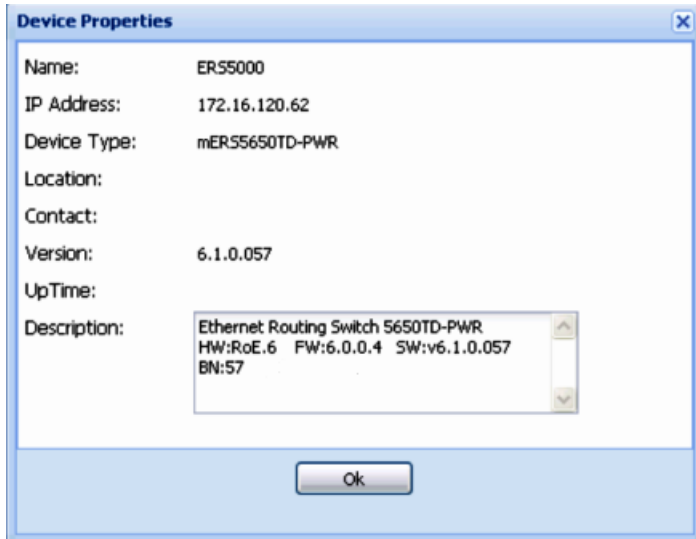 Device Properties
Name: ERS5000
IP Address: 172.16.120.62
Device Type: mERS5650TD-PWR
Location:
Contact:
Version: 6.1.0.057
UpTime:
Description: Ethernet Routing Switch 5650TD-PWR
HW:RoE.6 FW:6.0.0.4 SW:v6.1.0.057
BN:57
Ok